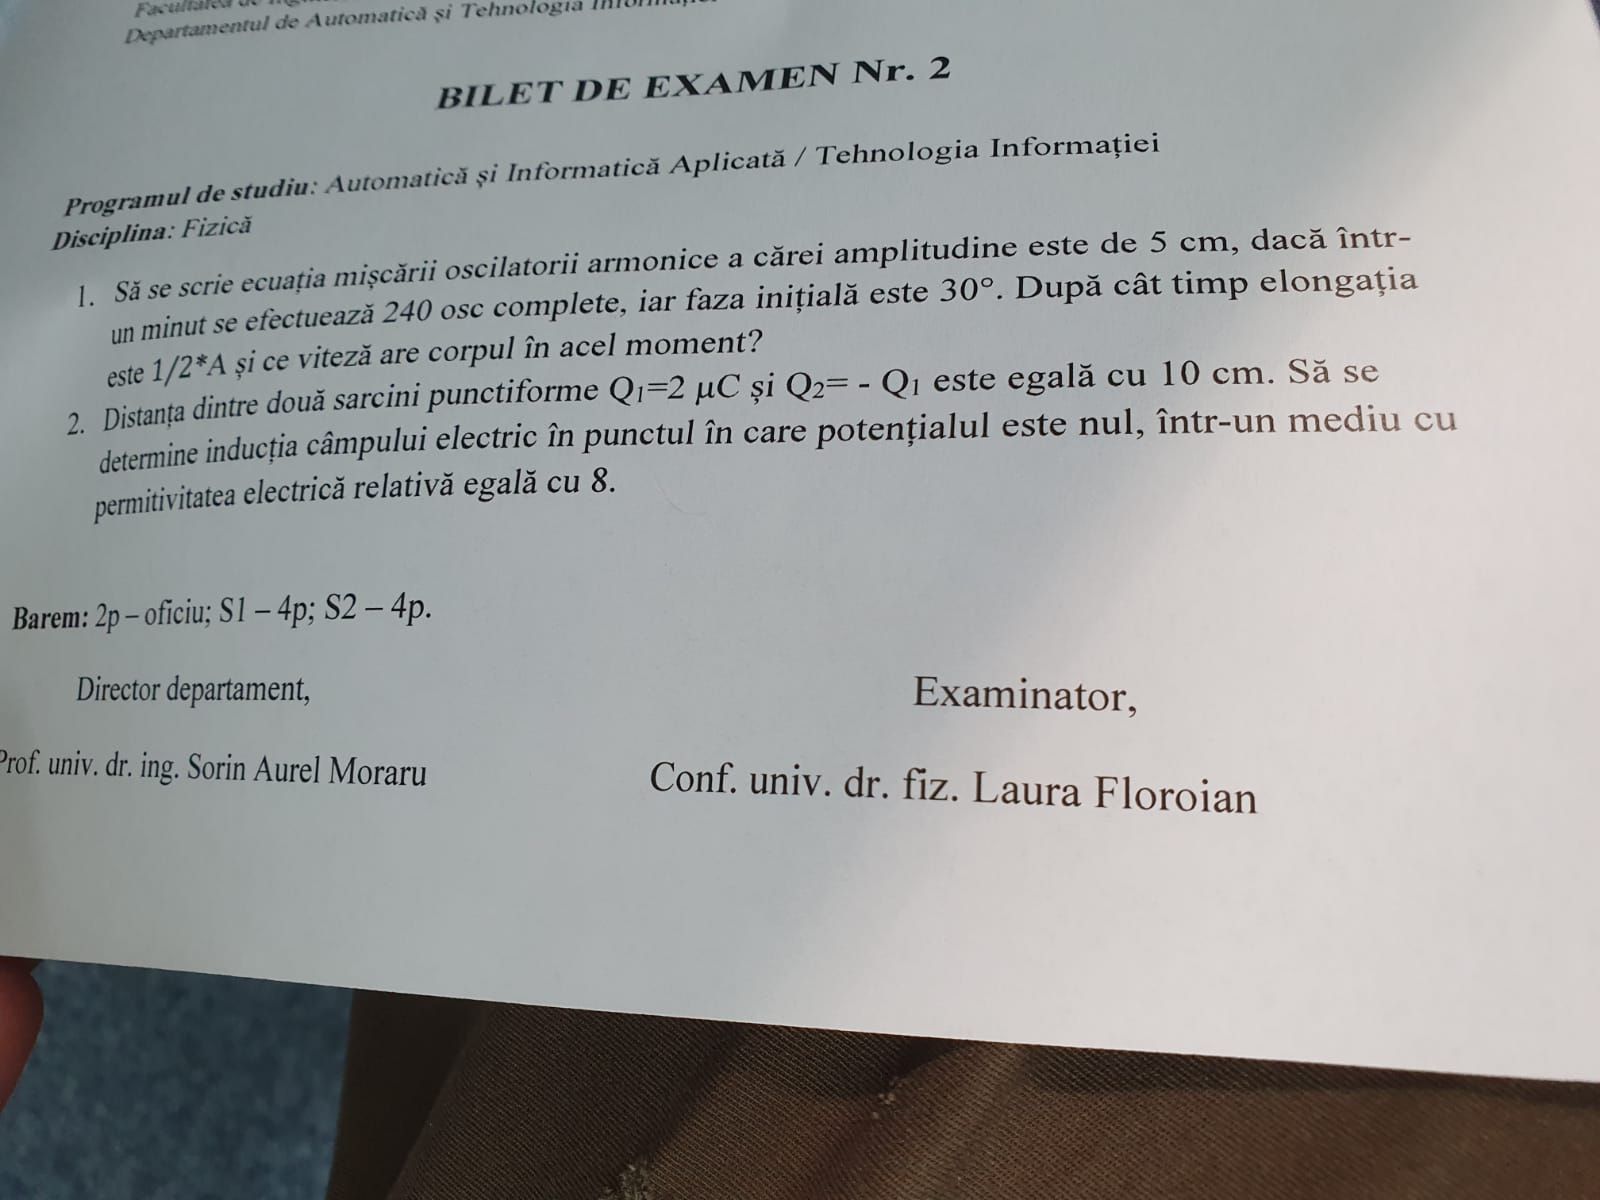 Facultatea de
Departamentul de Automatică și Tehnologia
BILET DE EXAMEN Nr. 2
Programul de studiu: Automatică și Informatică Aplicată / Tehnologia Informației
Disciplina: Fizică
1. Să se scrie ecuația mișcării oscilatorii armonice a cărei amplitudine este de 5 cm, dacă într-
un minut se efectuează 240 osc complete, iar faza inițială este 30°. După cât timp elongația
este 1/2*A și ce viteză are corpul în acel moment?
2. Distanța dintre două sarcini punctiforme Q1=2 μC și Q2= - Q1 este egală cu 10 cm. Să se
determine inducția câmpului electric în punctul în care potențialul este nul, într-un mediu cu
permitivitatea electrică relativă egală cu 8.
Barem: 2p – oficiu; S1 – 4p; S2 – 4p.
Director departament,
Examinator,
Prof. univ. dr. ing. Sorin Aurel Moraru
Conf. univ. dr. fiz. Laura Floroian